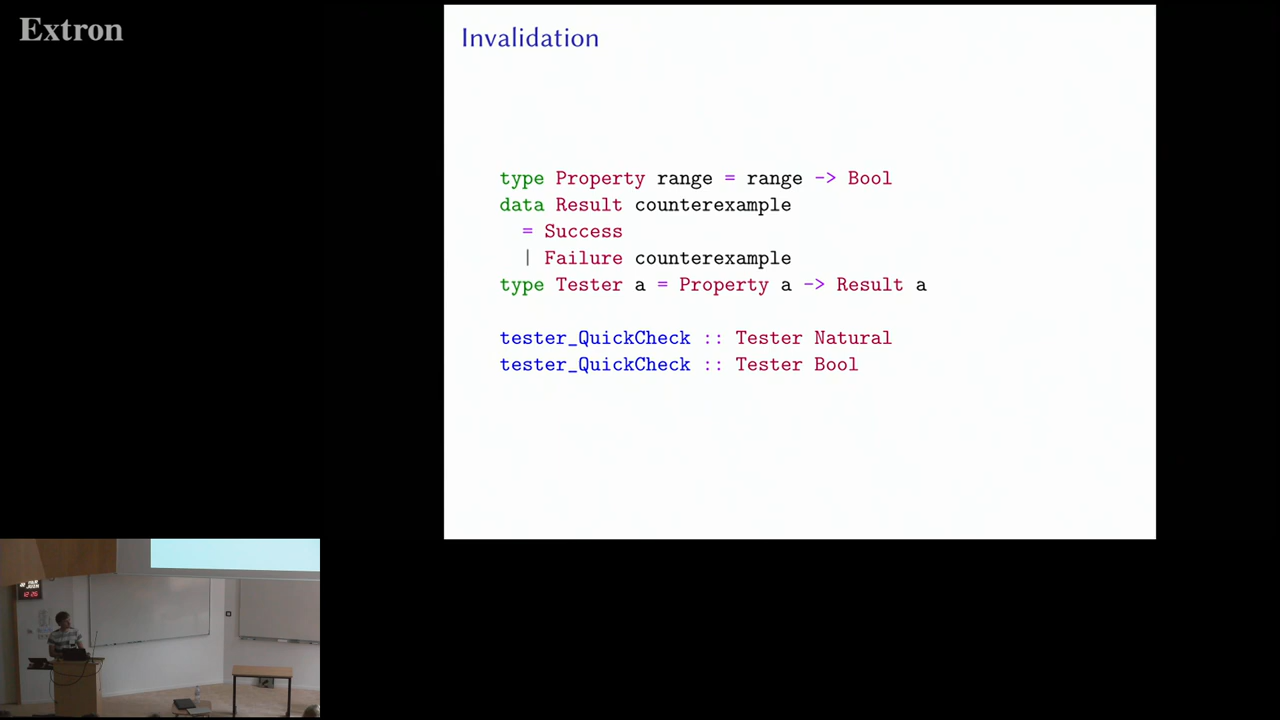 Extron
Invalidation
type Property range = range -> Bool
data Result counterexample
= Success
| Failure counterexample
type Tester a = Property a -> Result a
tester_QuickCheck :: Tester Natural
tester_QuickCheck :: Tester Bool